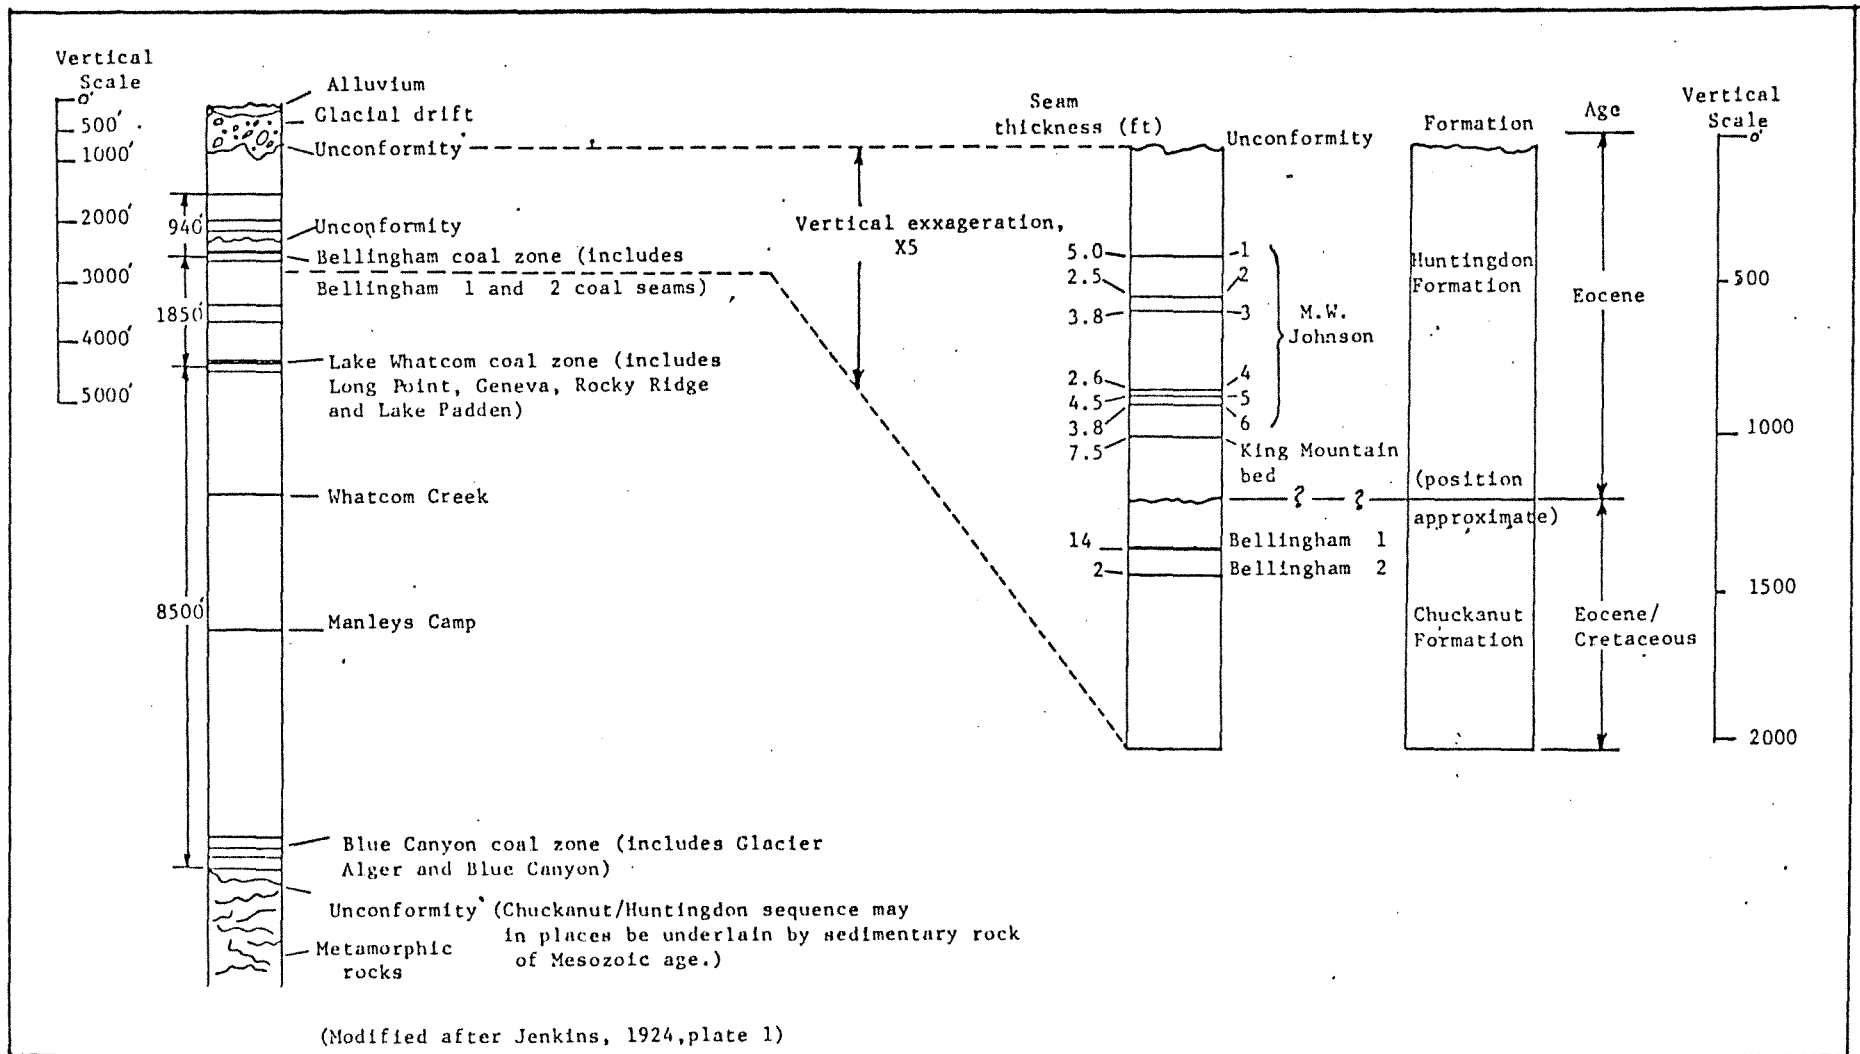 Vertical
Scale
0'
500'
1000'
2000'
3000'
4000'
5000'
940'
1850'
8500'
Alluvium
Glacial drift
Unconformity
Unconformity
Bellingham coal zone (includes
Bellingham 1 and 2 coal seams)
Lake Whatcom coal zone (includes
Long Point, Geneva, Rocky Ridge
and Lake Padden)
Whatcom Creek
Manleys Camp
Blue Canyon coal zone (includes Glacier
Alger and Blue Canyon)
Unconformity (Chuckanut/Huntingdon sequence may
in places be underlain by sedimentary rock
of Mesozoic age.)
Metamorphic
rocks
(Modified after Jenkins, 1924,plate 1)
Vertical exxageration,
X5
Seam
thickness (ft)
Unconformity
5.0
2.5
3.8
2.6
4.5
3.8
7.5
14
2
1
2
3
4
5
6
M.W.
Johnson
King Mountain
bed
? ?
Bellingham 1
Bellingham 2
Formation
Huntingdon
Formation
(position
approximate)
Chuckanut
Formation
Age
Eocene
Eocene/
Cretaceous
Vertical
Scale
0'
500
1000
1500
2000